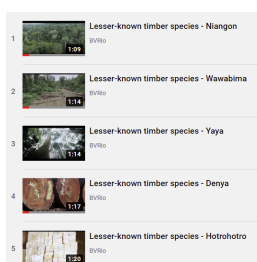 1
1:09
Lesser-known timber species - Niangon
BVRio
2
1:14
Lesser-known timber species - Wawabima
BVRio
3
1:14
Lesser-known timber species - Yaya
BVRio
4
1:17
Lesser-known timber species - Denya
BVRio
5
1:20
Lesser-known timber species - Hotrohotro
BVRio